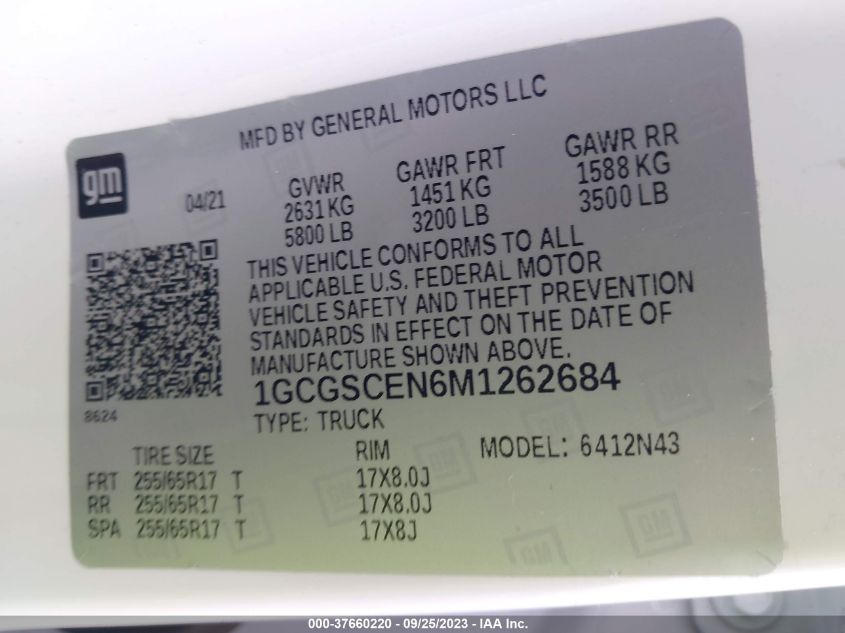 MFD BY GENERAL MOTORS LLC
gm
04/21
GVWR GAWR FRT GAWR RR
2631 KG 1451 KG 1588 KG
5800 LB 3200 LB 3500 LB
THIS VEHICLE CONFORMS TO ALL
APPLICABLE U.S. FEDERAL MOTOR
VEHICLE SAFETY AND THEFT PREVENTION
STANDARDS IN EFFECT ON THE DATE OF
MANUFACTURE SHOWN ABOVE.
1GCGSCEN6M1262684
8624
TYPE: TRUCK
TIRE SIZE RIM MODEL: 6412N43
FRT 255/65R17 T 17X8.0J
RR 255/65R17 T 17X8.0J
SPA 255/65R17 T 17X8J
GM GM GM GM
000-37660220 - 09/25/2023 - IAA Inc.